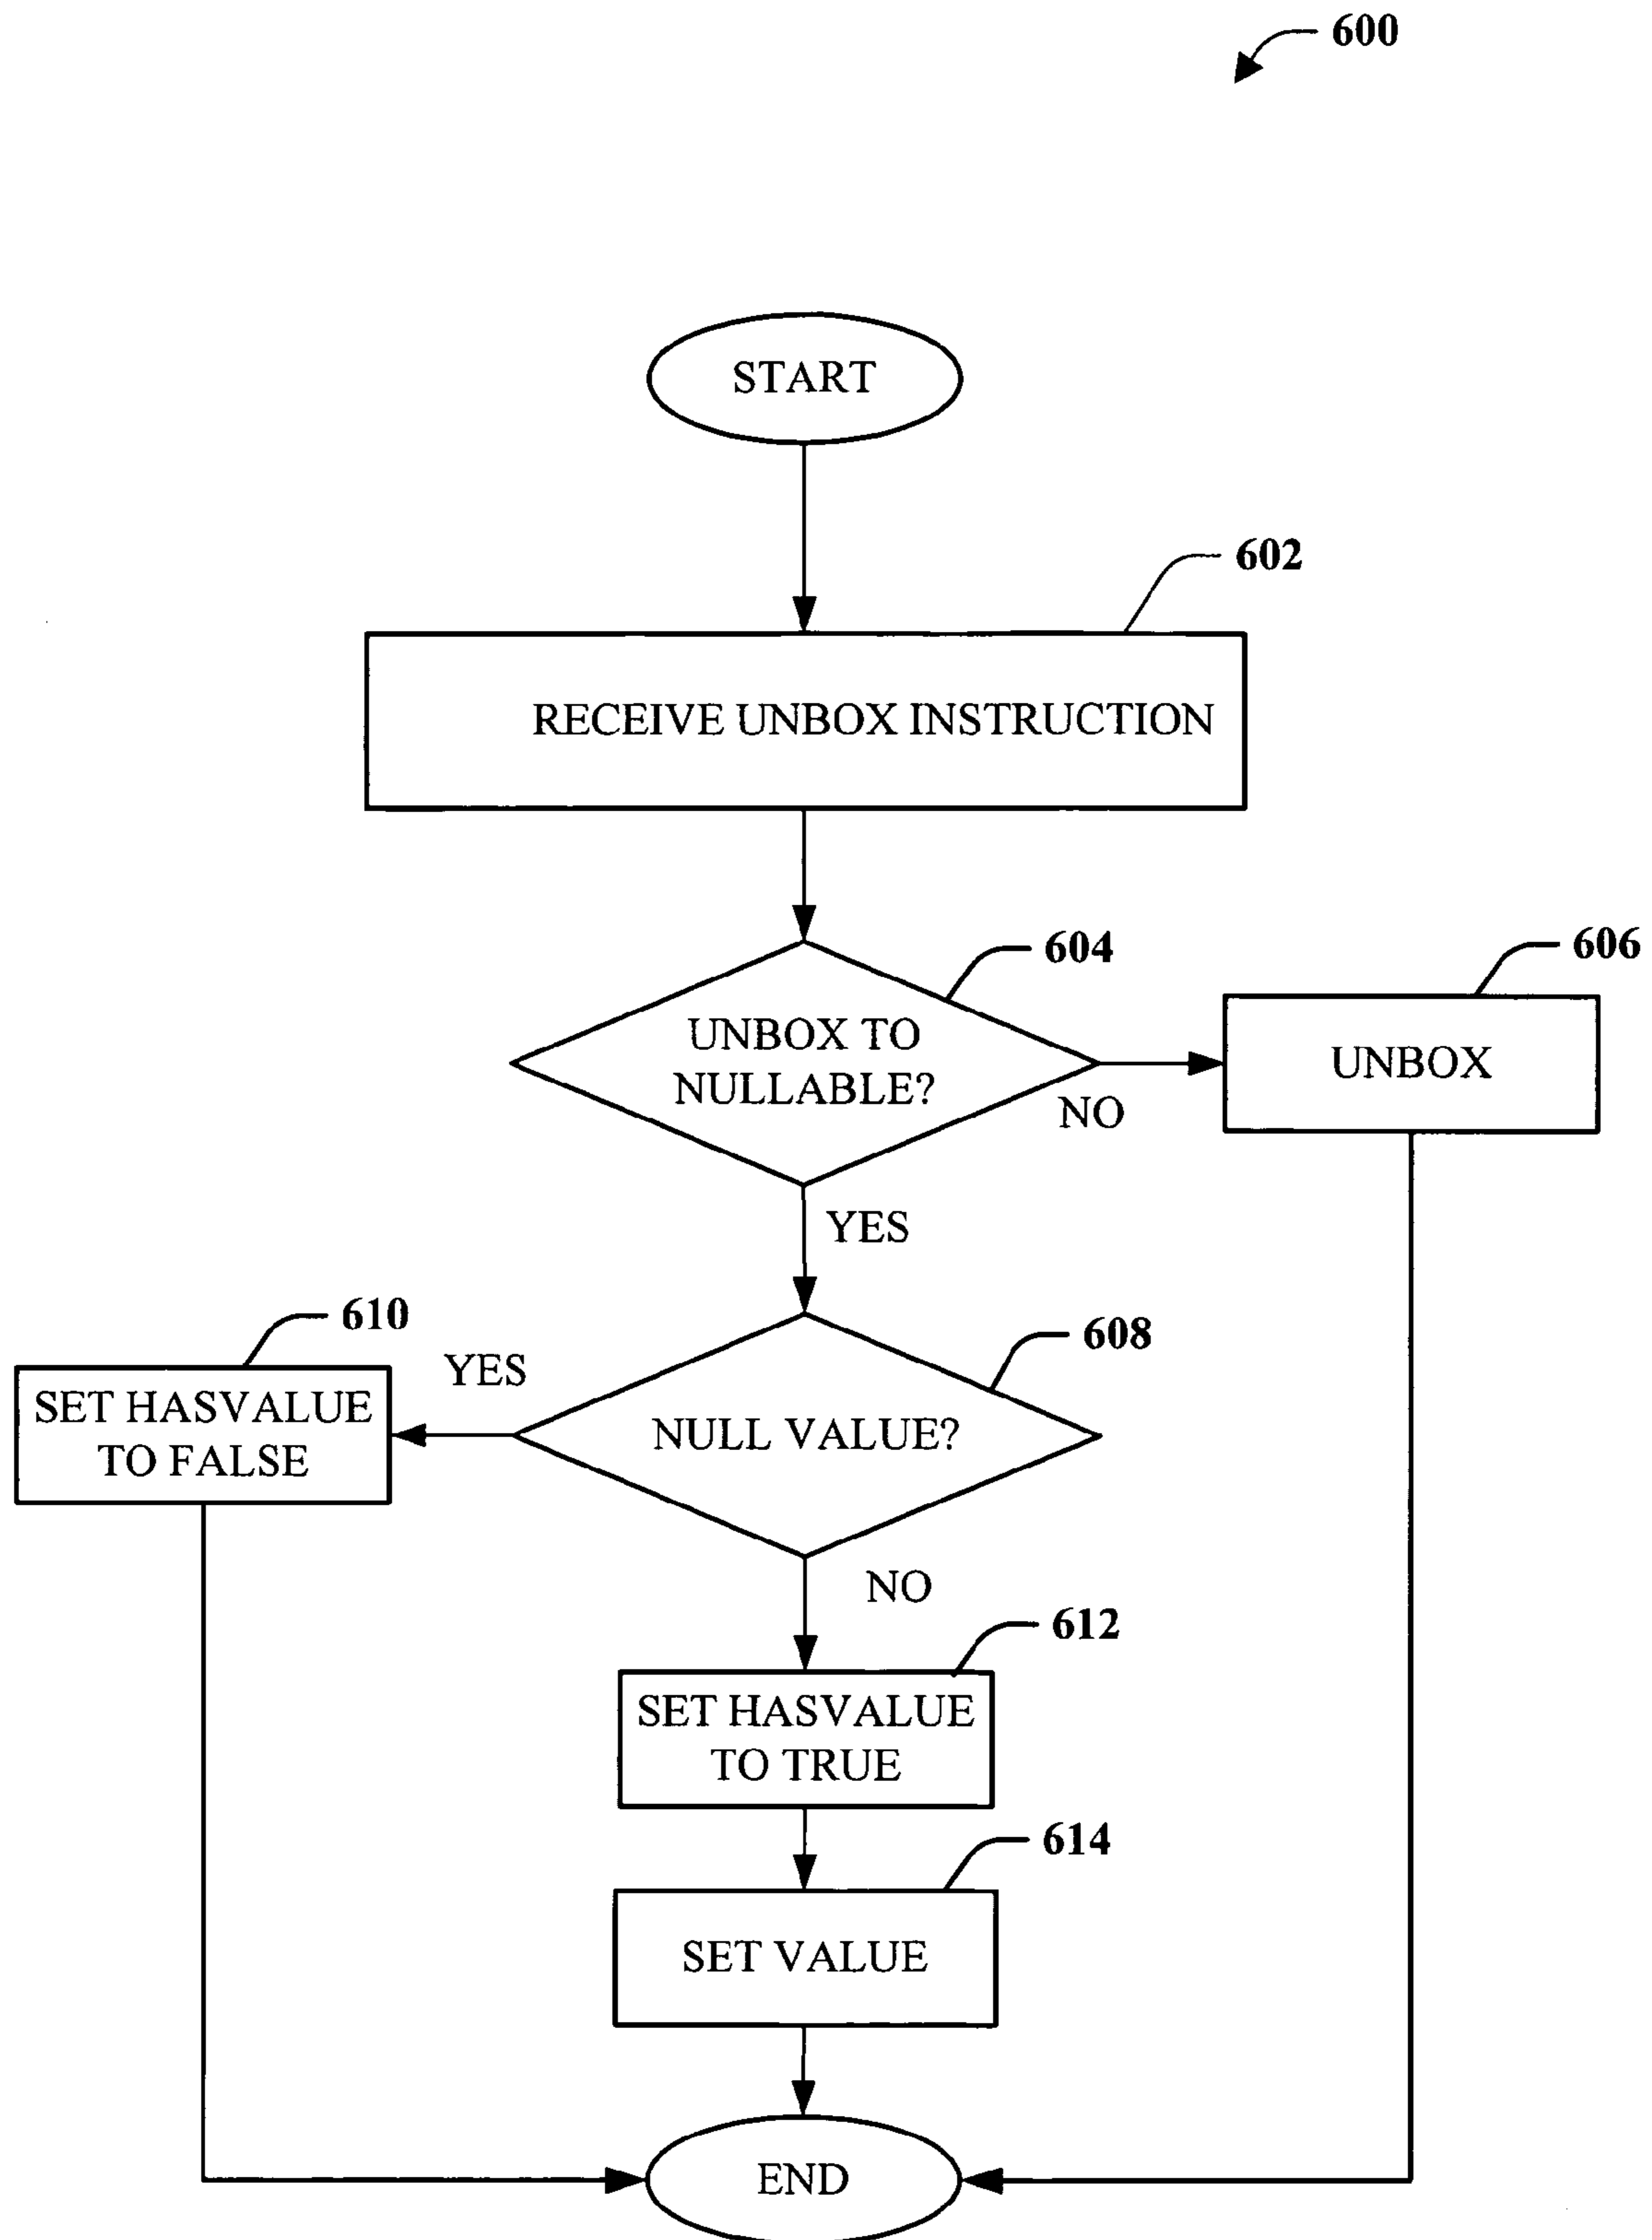 600
START
602
RECEIVE UNBOX INSTRUCTION
604
606
UNBOX TO
NULLABLE?
UNBOX
NO
YES
610
608
YES
SET HASVALUE
TO FALSE
NULL VALUE?
NO
612
SET HASVALUE
TO TRUE
614
SET VALUE
END